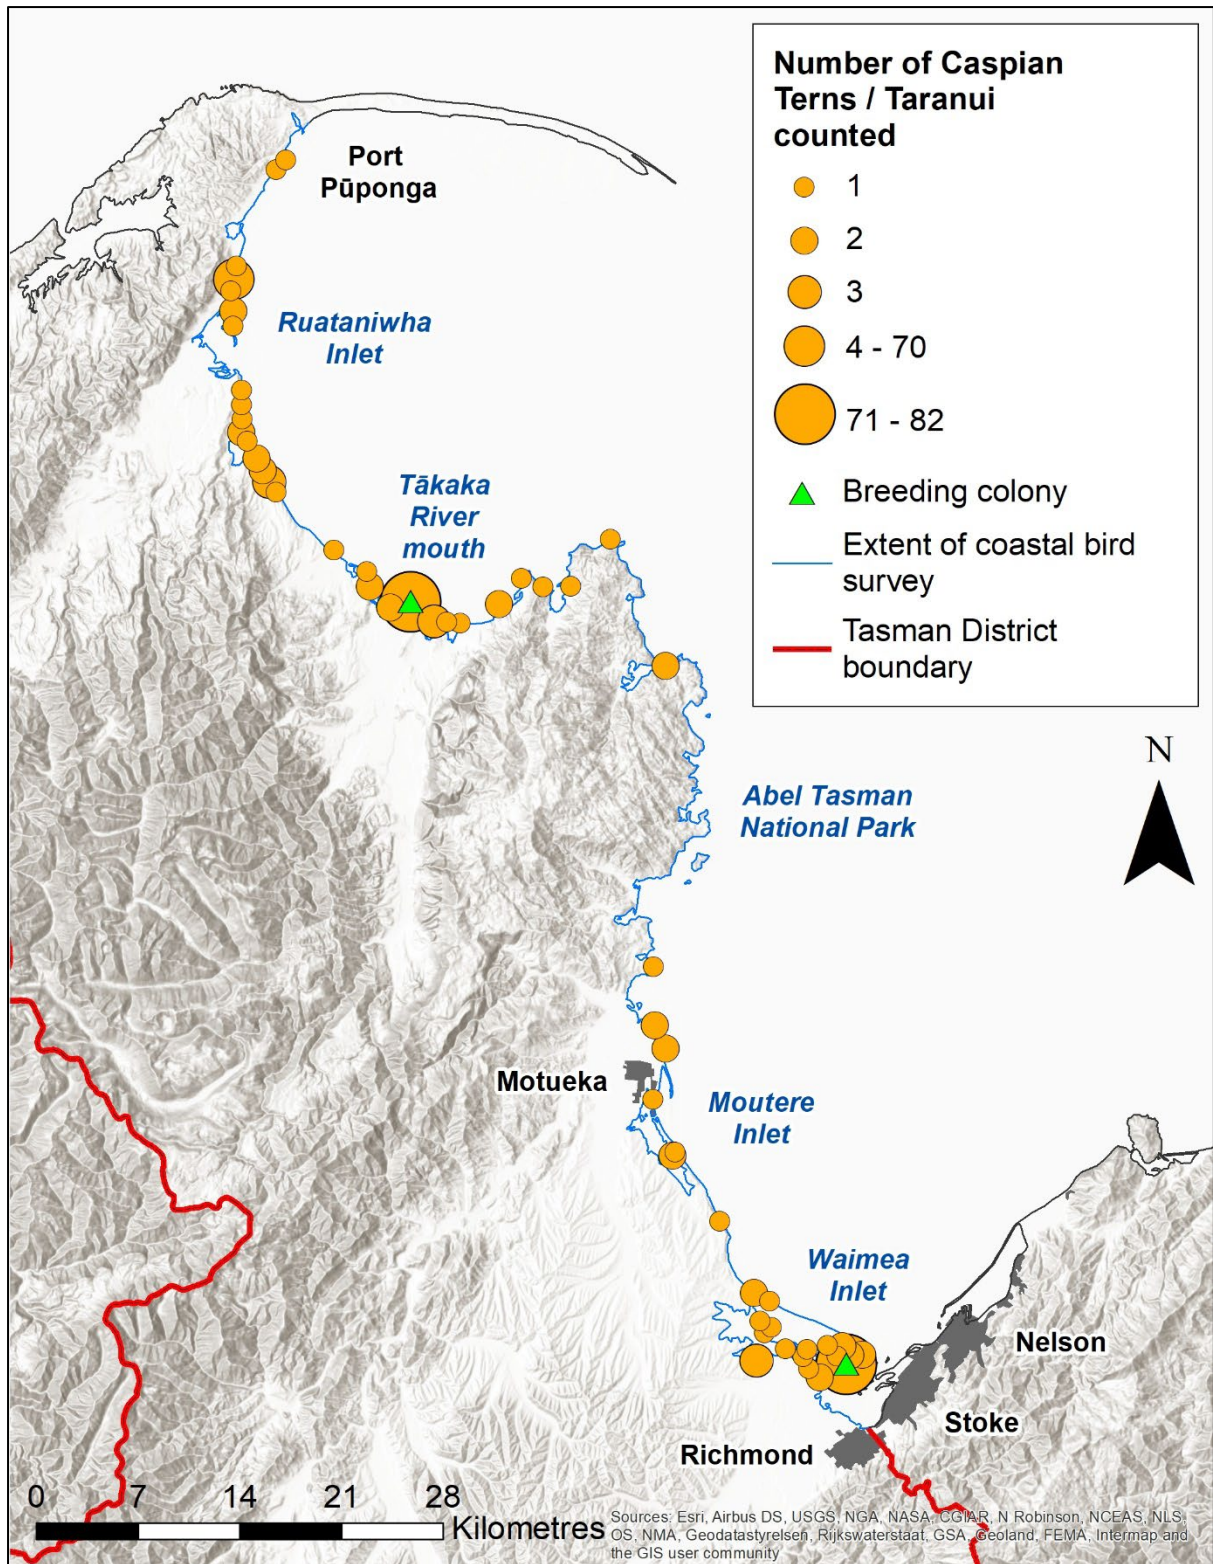 Number of Caspian
Terns / Taranui
counted
1
2
3
4 - 70
71 - 82
Breeding colony
Extent of coastal bird
survey
Tasman District
boundary
Port
Pūponga
Ruataniwha
Inlet
Tākaka
River
mouth
N
Abel Tasman
National Park
Motueka
Moutere
Inlet
Waimea
Inlet
Nelson
Stoke
Richmond
0 7 14 21 28
Kilometres
Sources: Esri, Airbus DS, USGS, NGA, NASA, CGIAR, N Robinson, NCEAS, NLS,
OS, NMA, Geodatastyrelsen, Rijkswaterstaat, GSA, Geoland, FEMA, Intermap and
the GIS user community